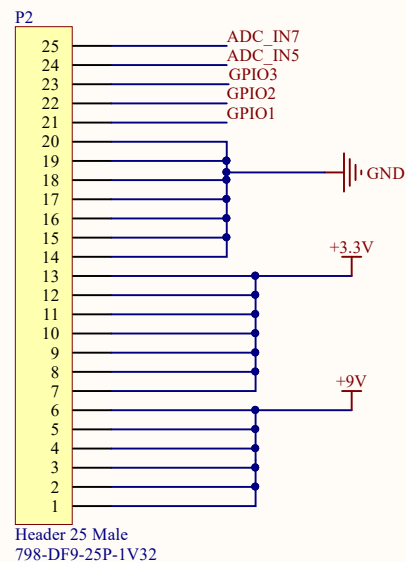 P2
25 ADC_IN7
24 ADC_IN5
23 GPIO3
22 GPIO2
21 GPIO1
20
19
18 GND
17
16
15
14
+3.3V
13
12
11
10
9
8
7
+9V
6
5
4
3
2
1
Header 25 Male
798-DF9-25P-1V32